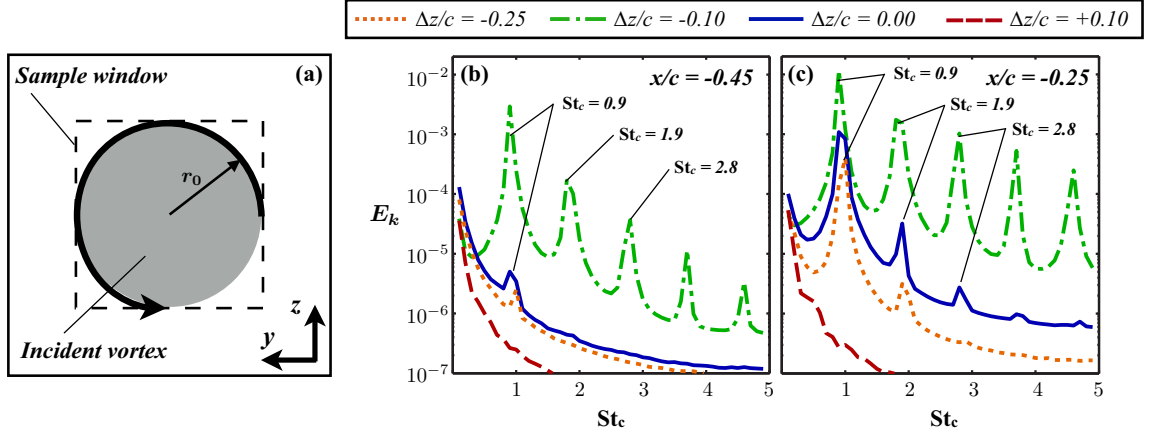 Δz/c = -0.25 Δz/c = -0.10 Δz/c = 0.00 Δz/c = +0.10
Sample window (a)
r₀
z
y
Incident vortex
(b) x/c = -0.45
St_c = 0.9
St_c = 1.9
St_c = 2.8
E_k
10⁻²
10⁻³
10⁻⁴
10⁻⁵
10⁻⁶
10⁻⁷
1 2 3 4 5
St_c
(c) x/c = -0.25
St_c = 0.9
St_c = 1.9
St_c = 2.8
1 2 3 4 5
St_c